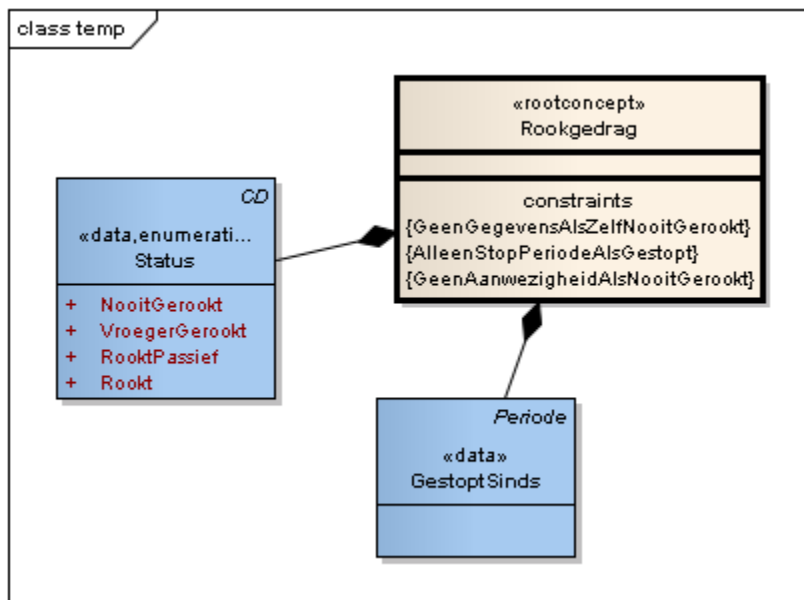 class temp
«rootconcept»
Rookgedrag
constraints
{GeenGegevensAlsZelfNooitGerookt}
{AlleenStopPeriodeAlsGestopt}
{GeenAanwezigheidAlsNooitGerookt}
CD
«data,enumerati...
Status
+ NooitGerookt
+ VroegerGerookt
+ RooktPassief
+ Rookt
Periode
«data»
GestoptSinds